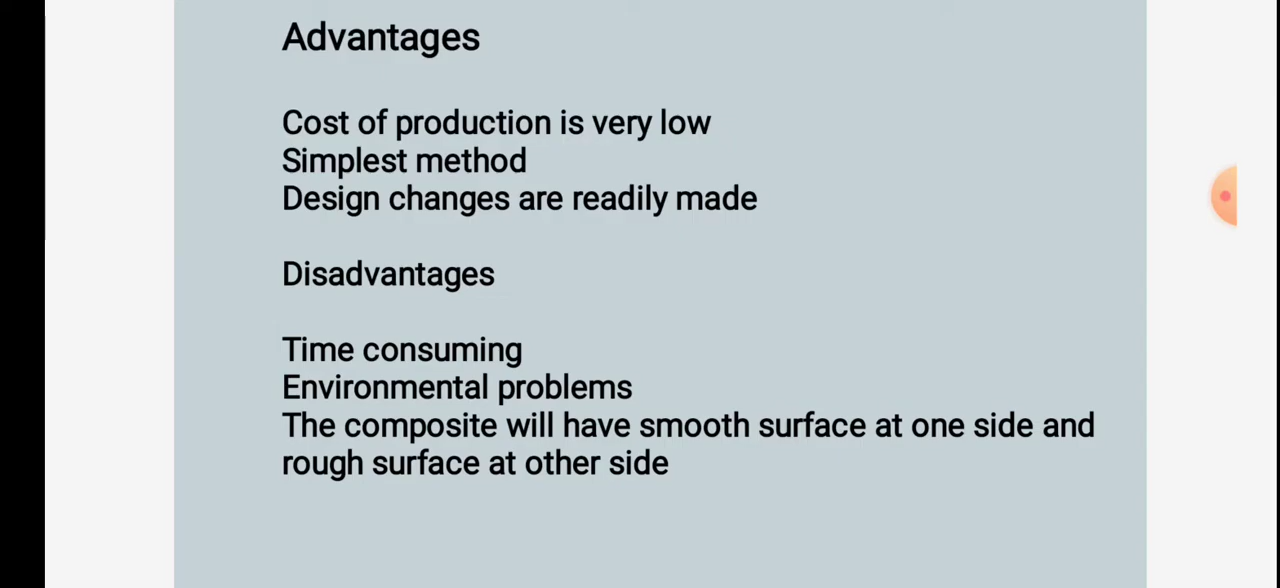 Advantages
Cost of production is very low
Simplest method
Design changes are readily made
Disadvantages
Time consuming
Environmental problems
The composite will have smooth surface at one side and
rough surface at other side